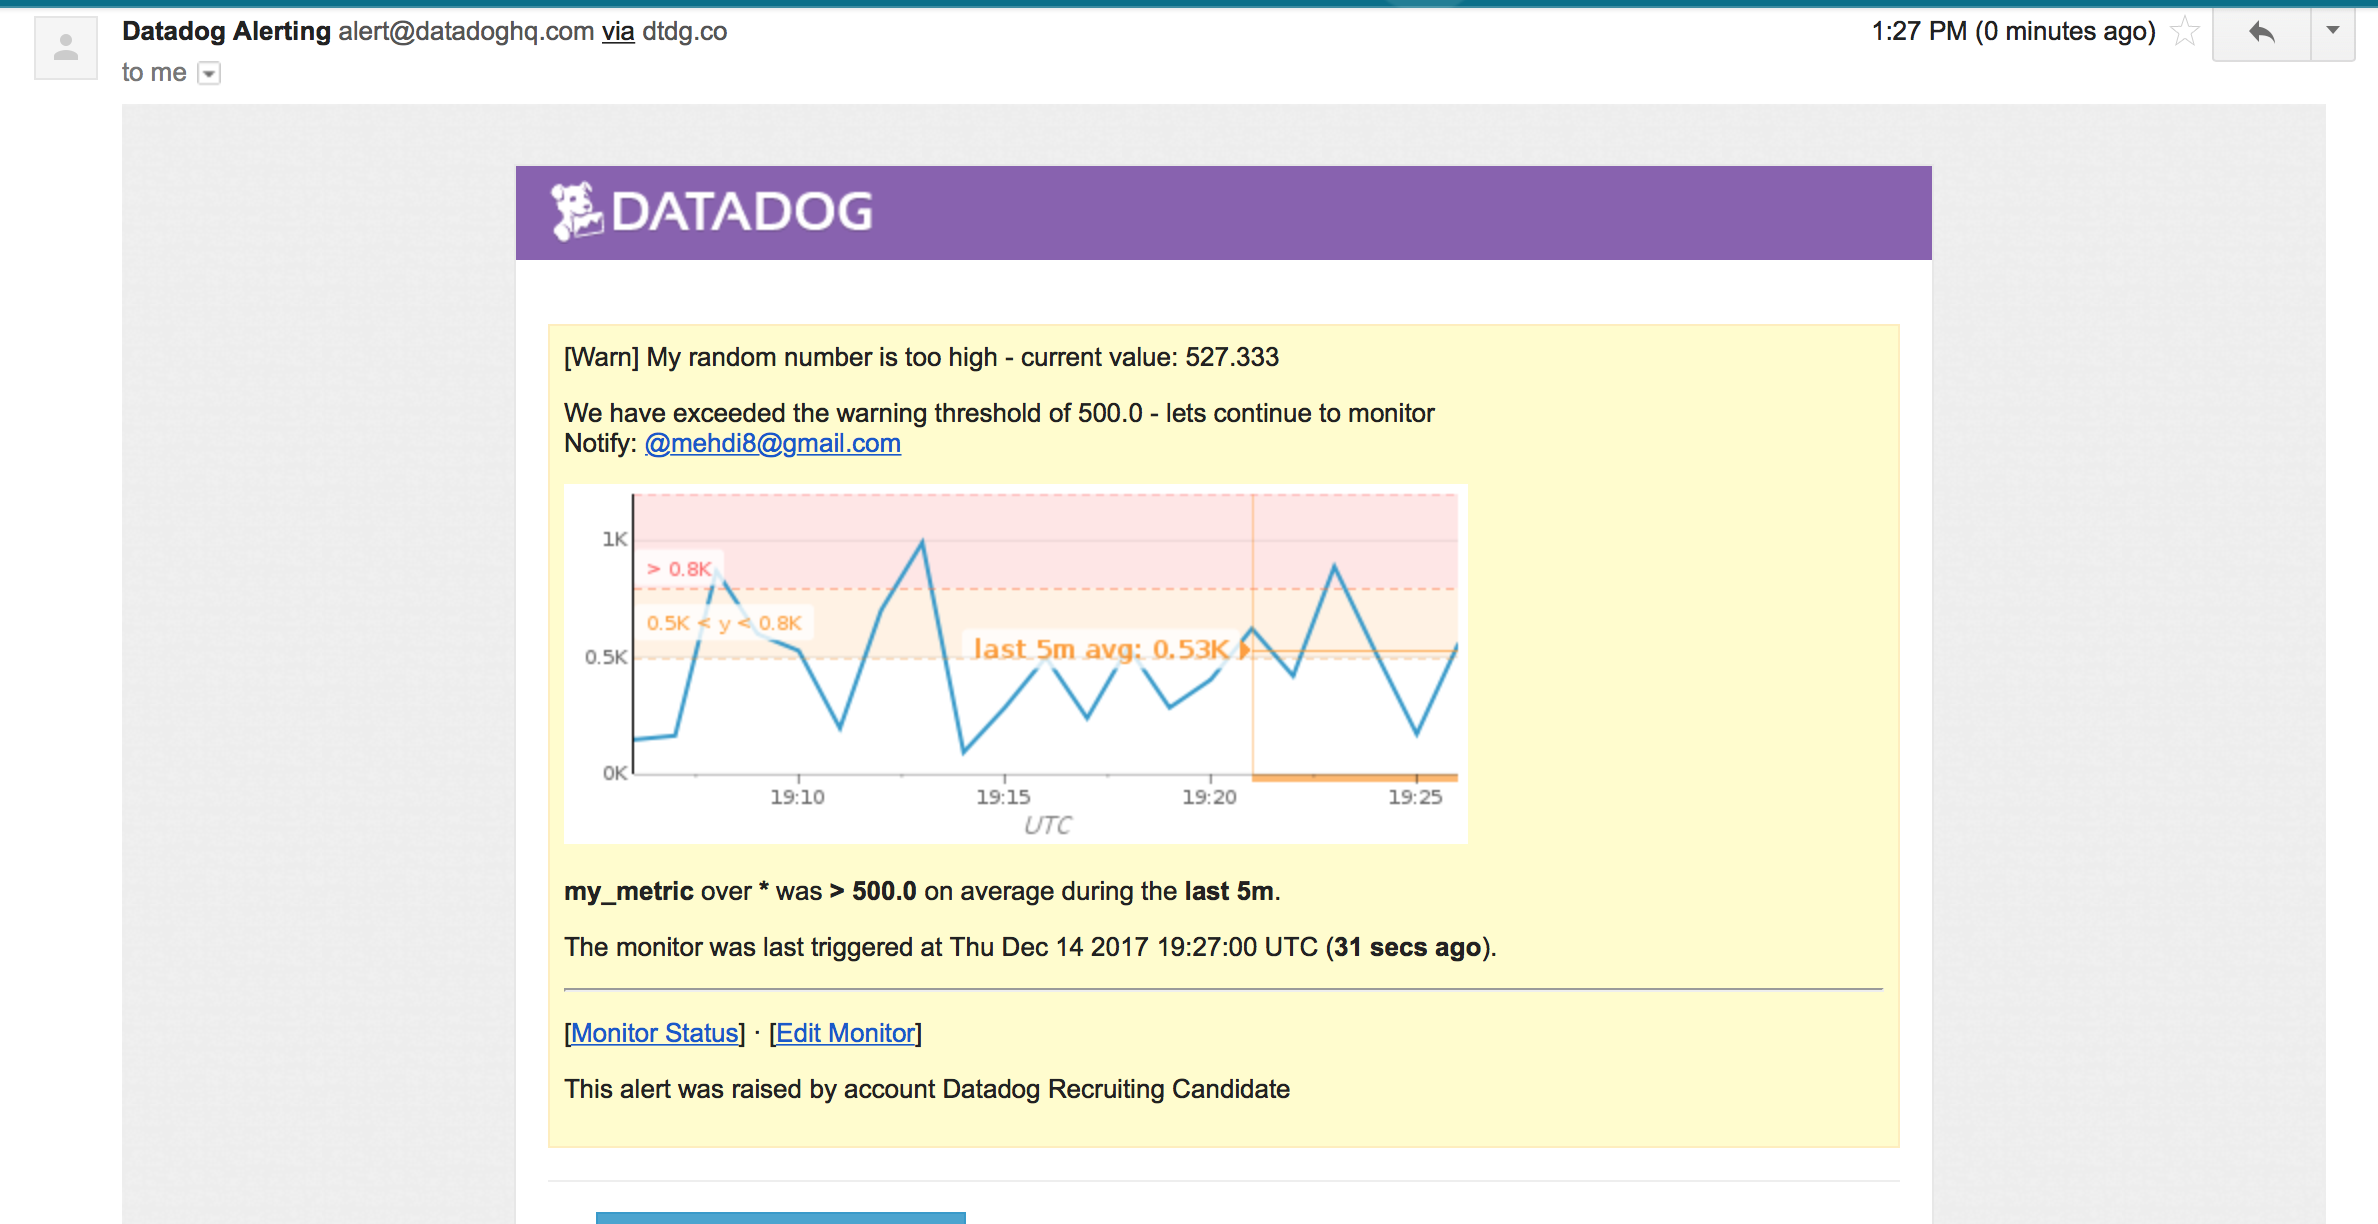 Datadog Alerting alert@datadoghq.com via dtdg.co
1:27 PM (0 minutes ago)
to me
DATADOG
[Warn] My random number is too high - current value: 527.333
We have exceeded the warning threshold of 500.0 - lets continue to monitor
Notify: @mehdi8@gmail.com
1K
> 0.8K
0.5K < y < 0.8K
last 5m avg: 0.53K
0.5K
0K
19:10 19:15 19:20 19:25
UTC
my_metric over * was > 500.0 on average during the last 5m.
The monitor was last triggered at Thu Dec 14 2017 19:27:00 UTC (31 secs ago).
[Monitor Status] · [Edit Monitor]
This alert was raised by account Datadog Recruiting Candidate